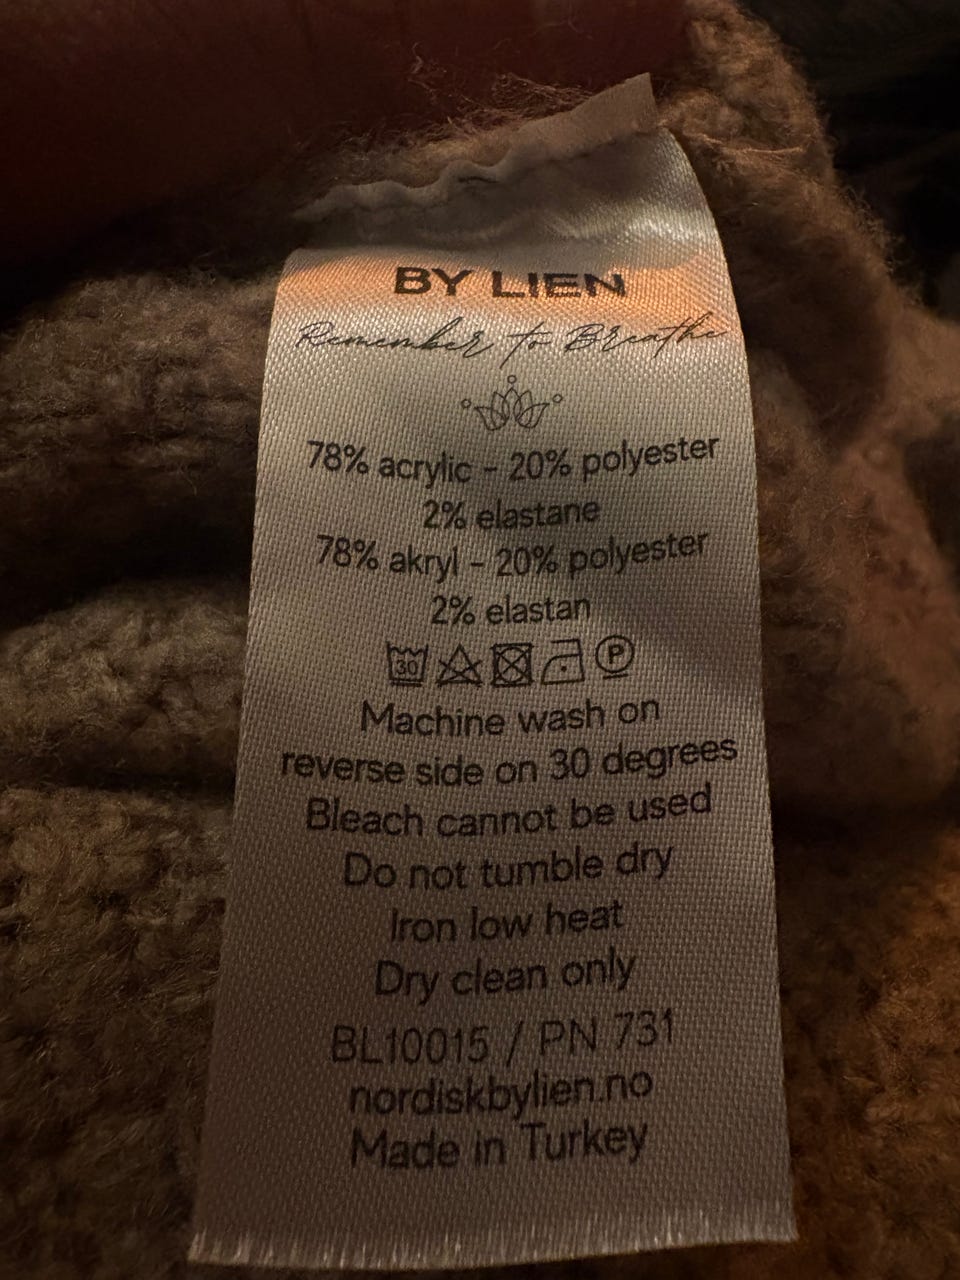 BY LIEN
Remember to Breathe
78% acrylic - 20% polyester
2% elastane
78% akryl - 20% polyester
2% elastan
30 P
Machine wash on
reverse side on 30 degrees
Bleach cannot be used
Do not tumble dry
Iron low heat
Dry clean only
BL10015 / PN 731
nordiskbylien.no
Made in Turkey